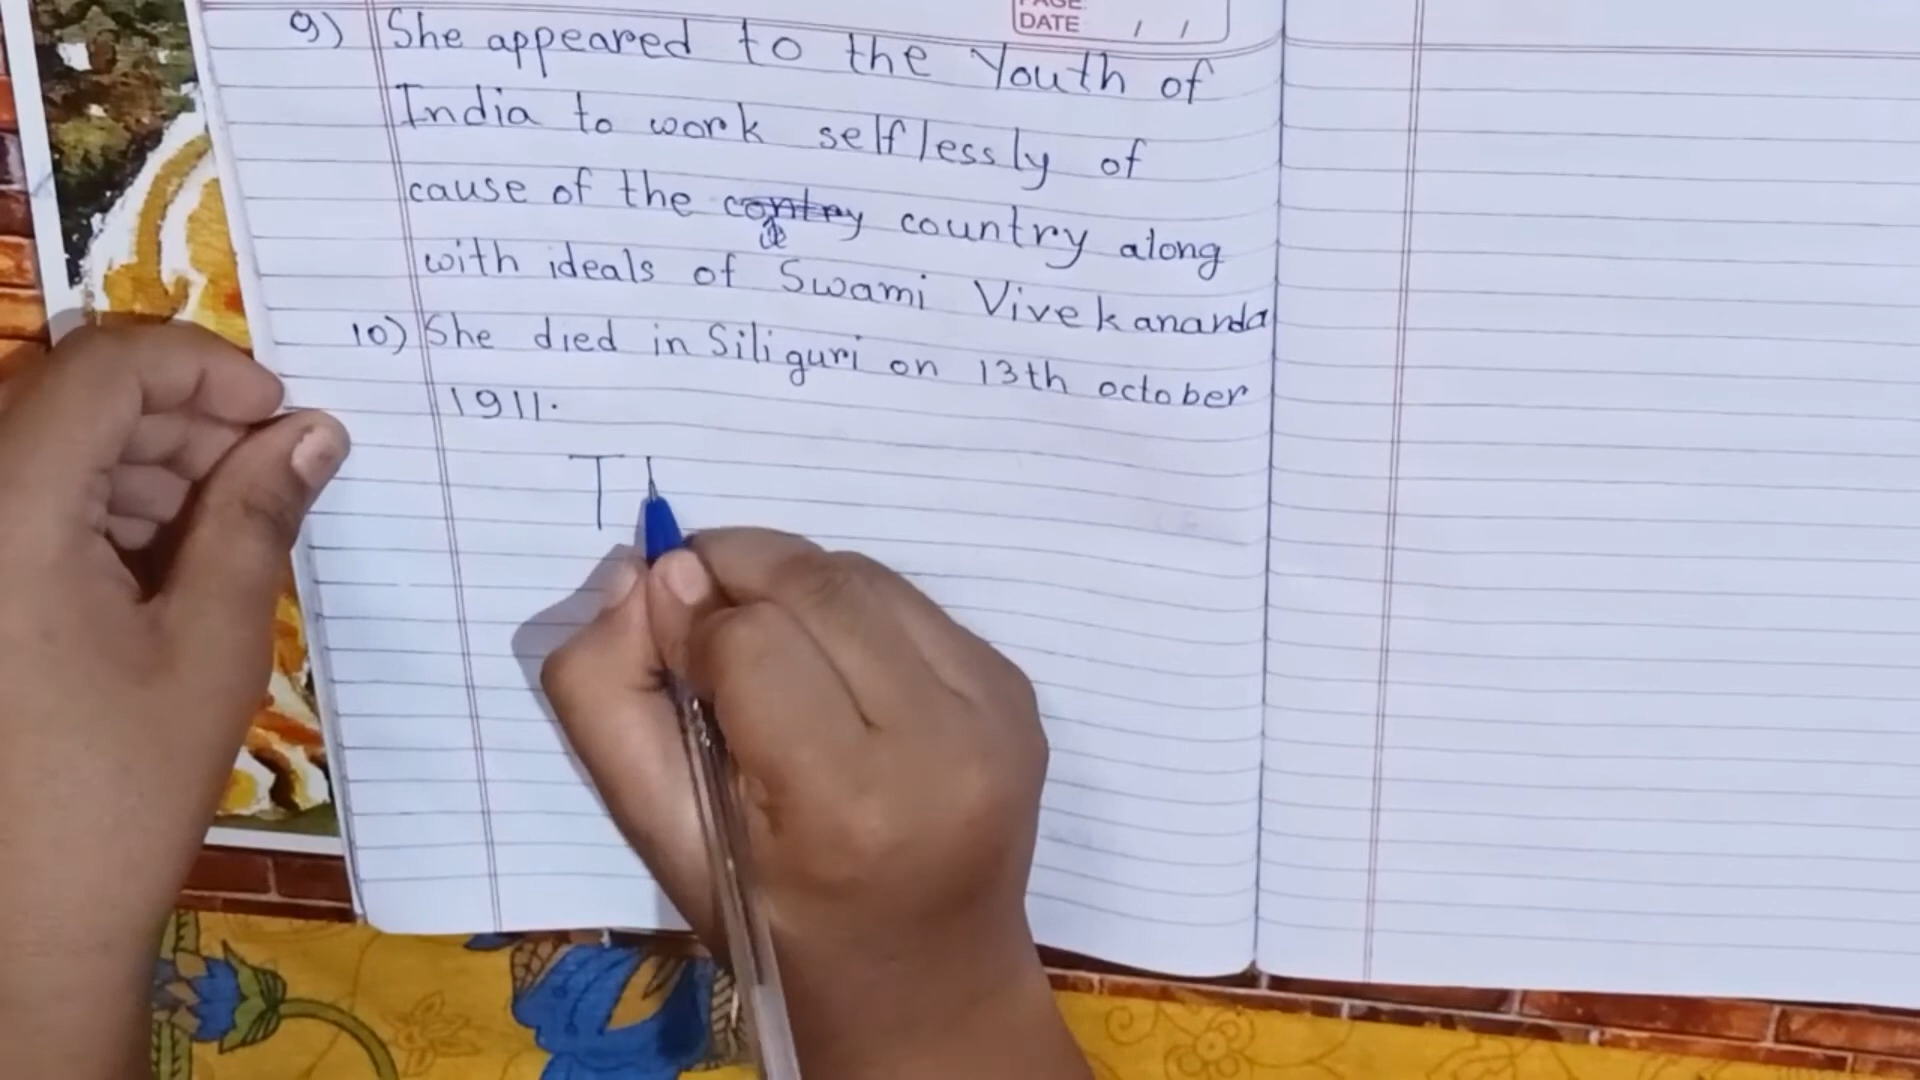 PAGE
DATE / /
9) She appeared to the Youth of
India to work selflessly of
cause of the contry country along
with ideals of Swami Vivekananda
10) She died in Siliguri on 13th october
1911.
T